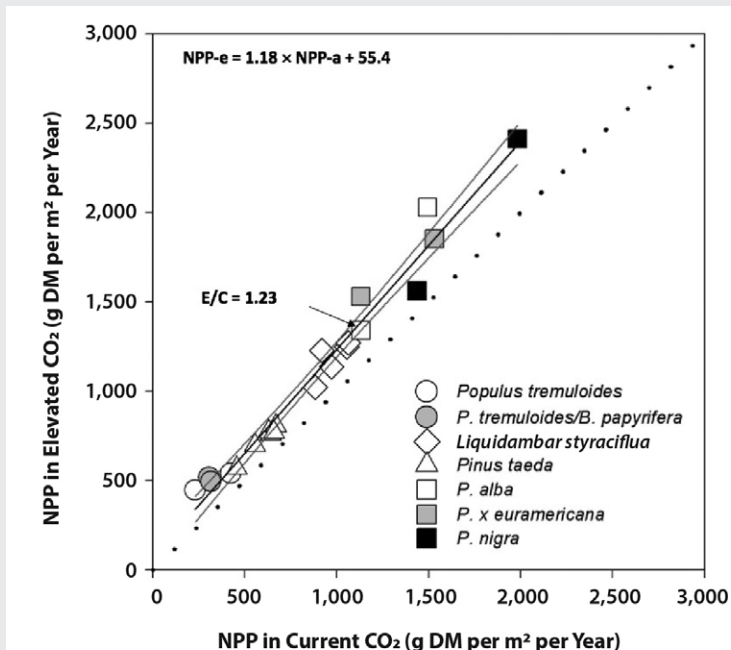 3,000
NPP-e = 1.18 × NPP-a + 55.4
2,500
2,000
1,500
E/C = 1.23
1,000
500
0
NPP in Elevated CO₂ (g DM per m² per Year)
Populus tremuloides
P. tremuloides/B. papyrifera
Liquidambar styraciflua
Pinus taeda
P. alba
P. x euramericana
P. nigra
0 500 1,000 1,500 2,000 2,500 3,000
NPP in Current CO₂ (g DM per m² per Year)